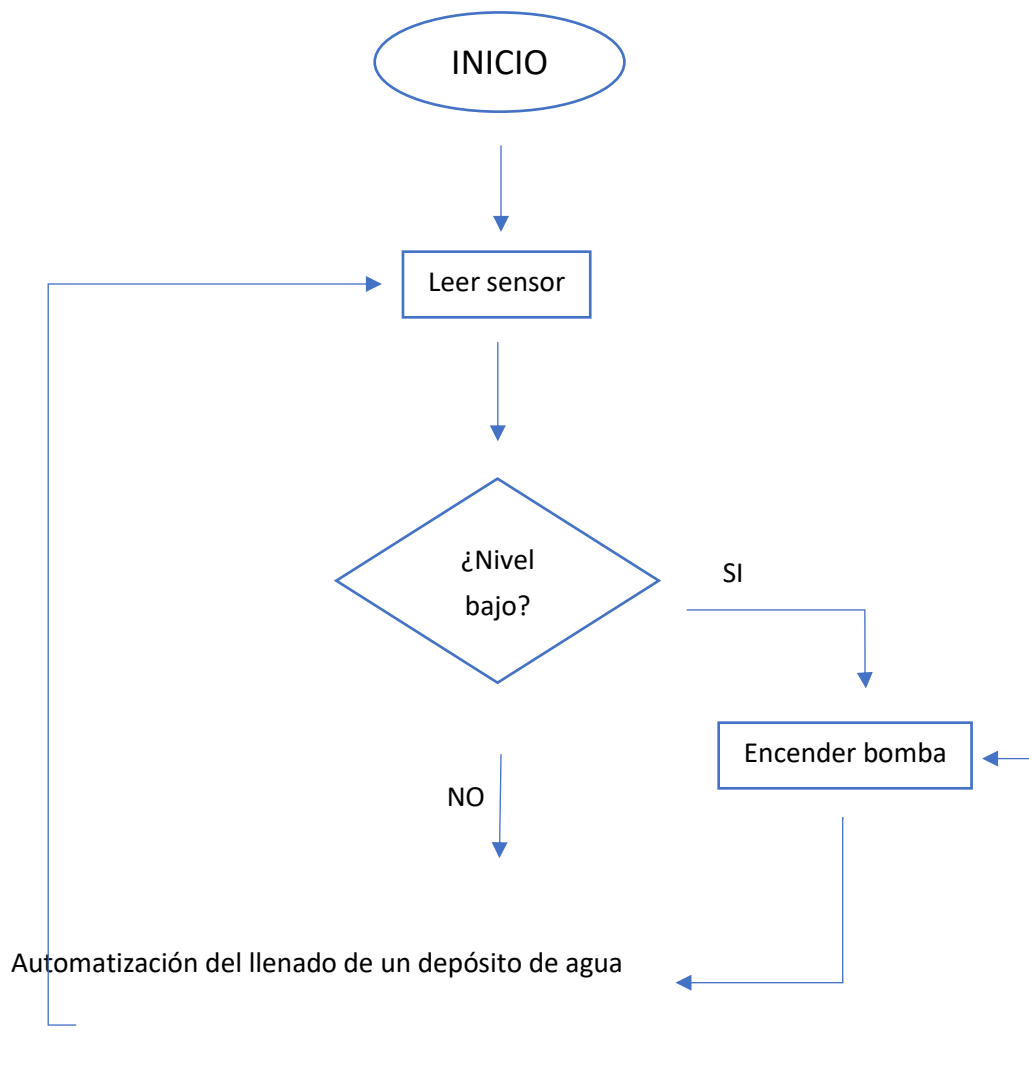 INICIO
Leer sensor
¿Nivel
bajo?
SI
Encender bomba
NO
Automatización del llenado de un depósito de agua